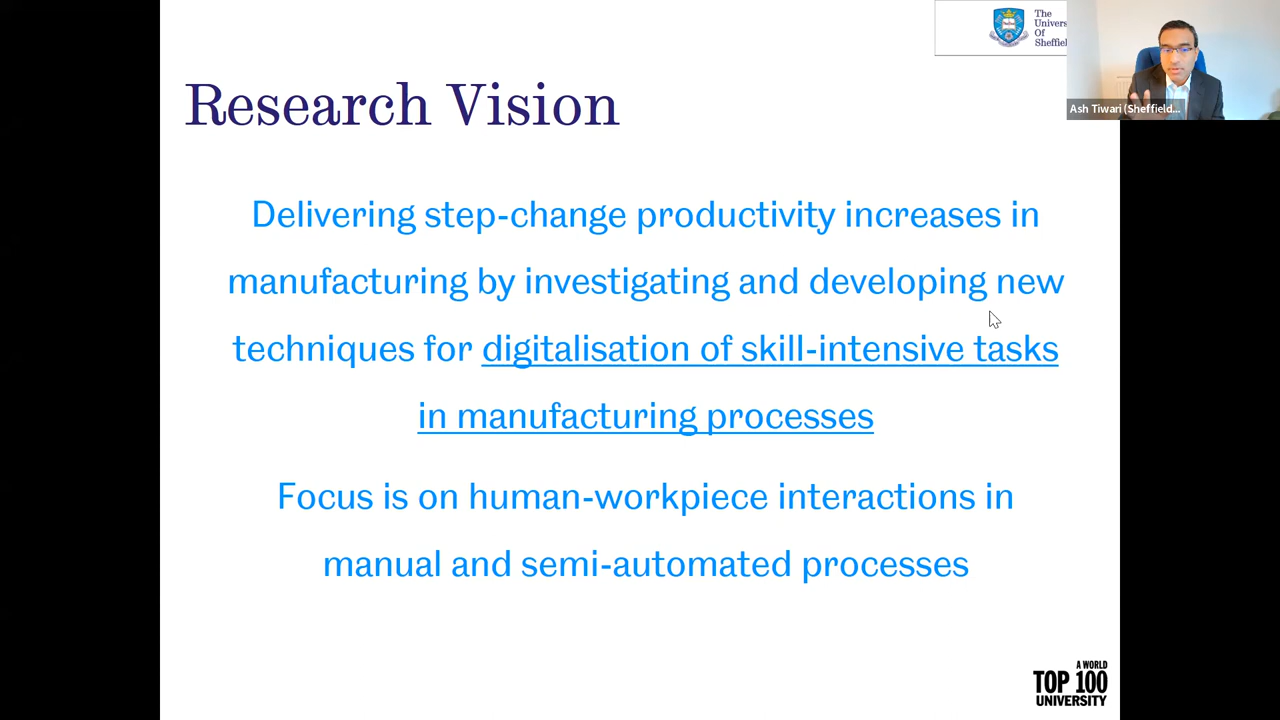 The
Univers
Of
Sheffiel
Ash Tiwari (Sheffield...
Research Vision
Delivering step-change productivity increases in
manufacturing by investigating and developing new
techniques for digitalisation of skill-intensive tasks
in manufacturing processes
Focus is on human-workpiece interactions in
manual and semi-automated processes
A WORLD
TOP 100
UNIVERSITY